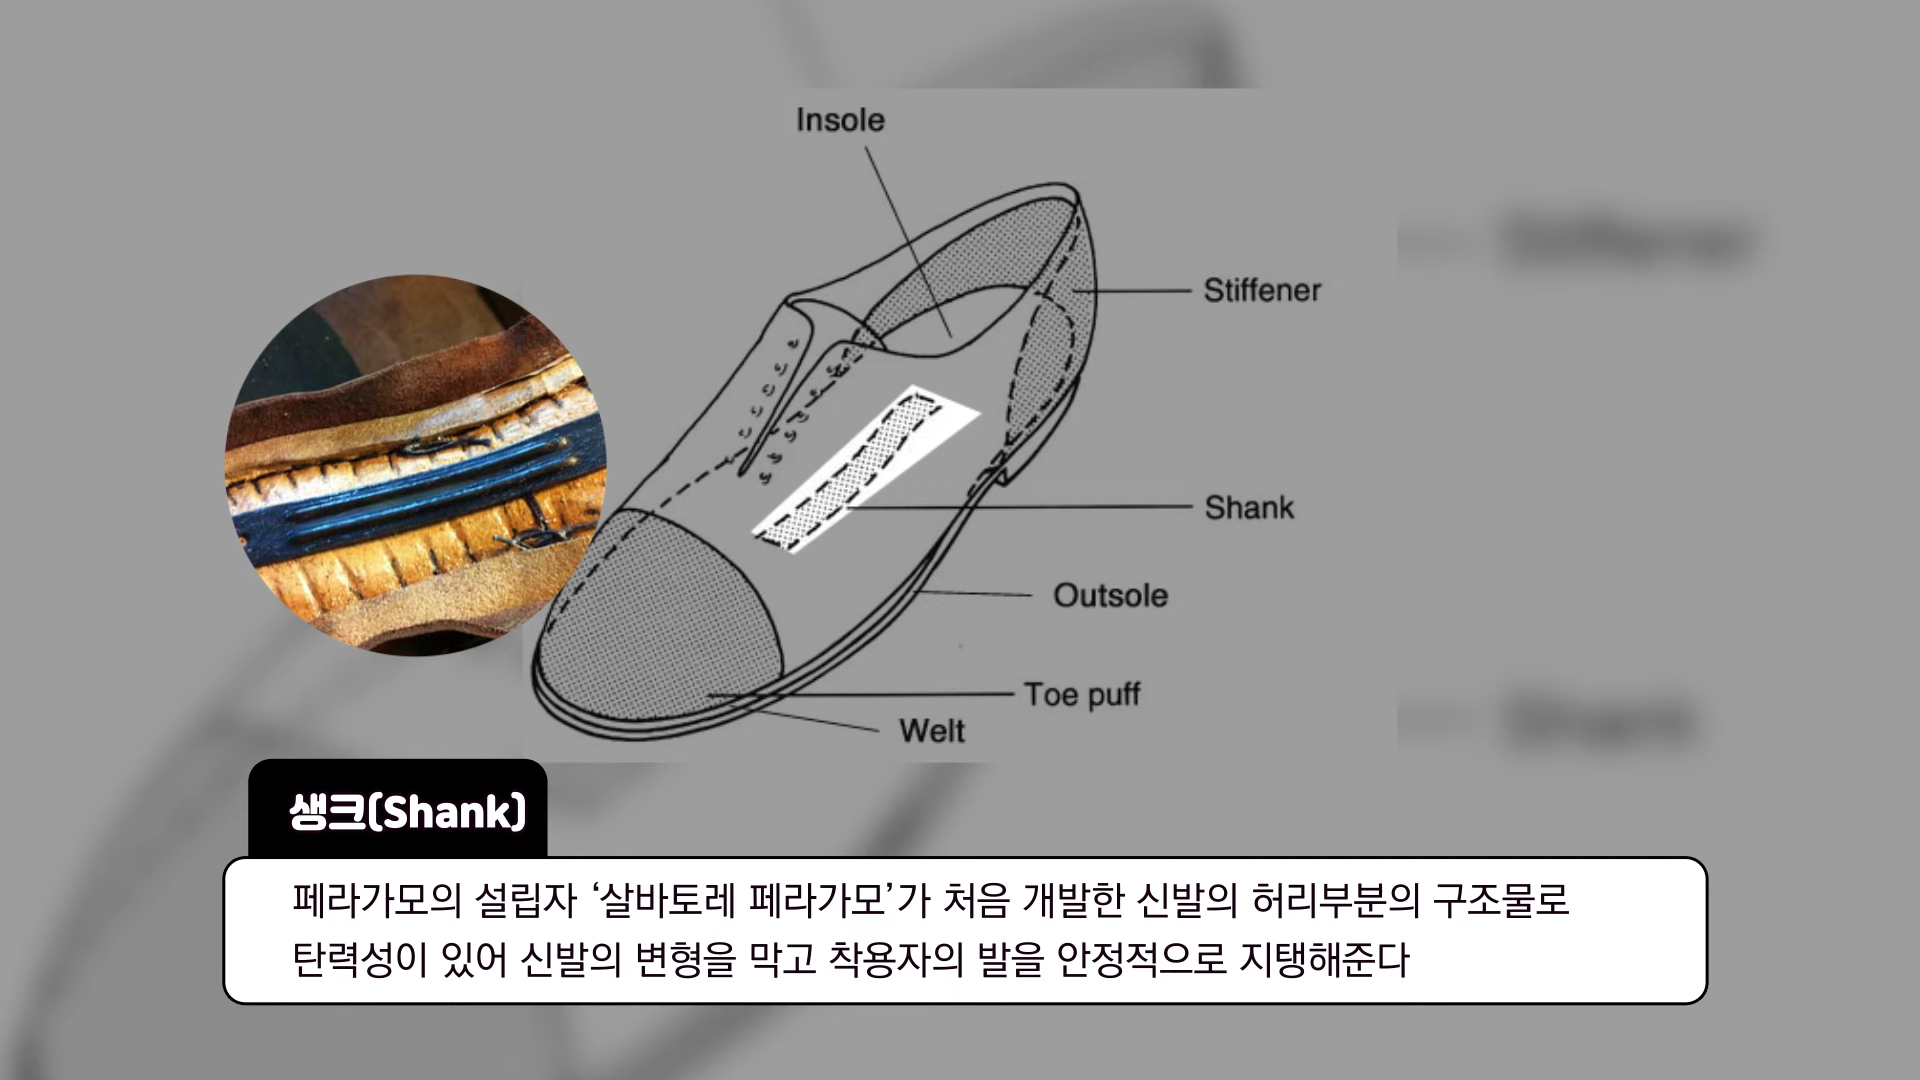 Insole
Stiffener
Stiffener
Shank
Outsole
Toe puff
Shank
Welt
생크(Shank)
페라가모의 설립자 ‘살바토레 페라가모’가 처음 개발한 신발의 허리부분의 구조물로
탄력성이 있어 신발의 변형을 막고 착용자의 발을 안정적으로 지탱해준다